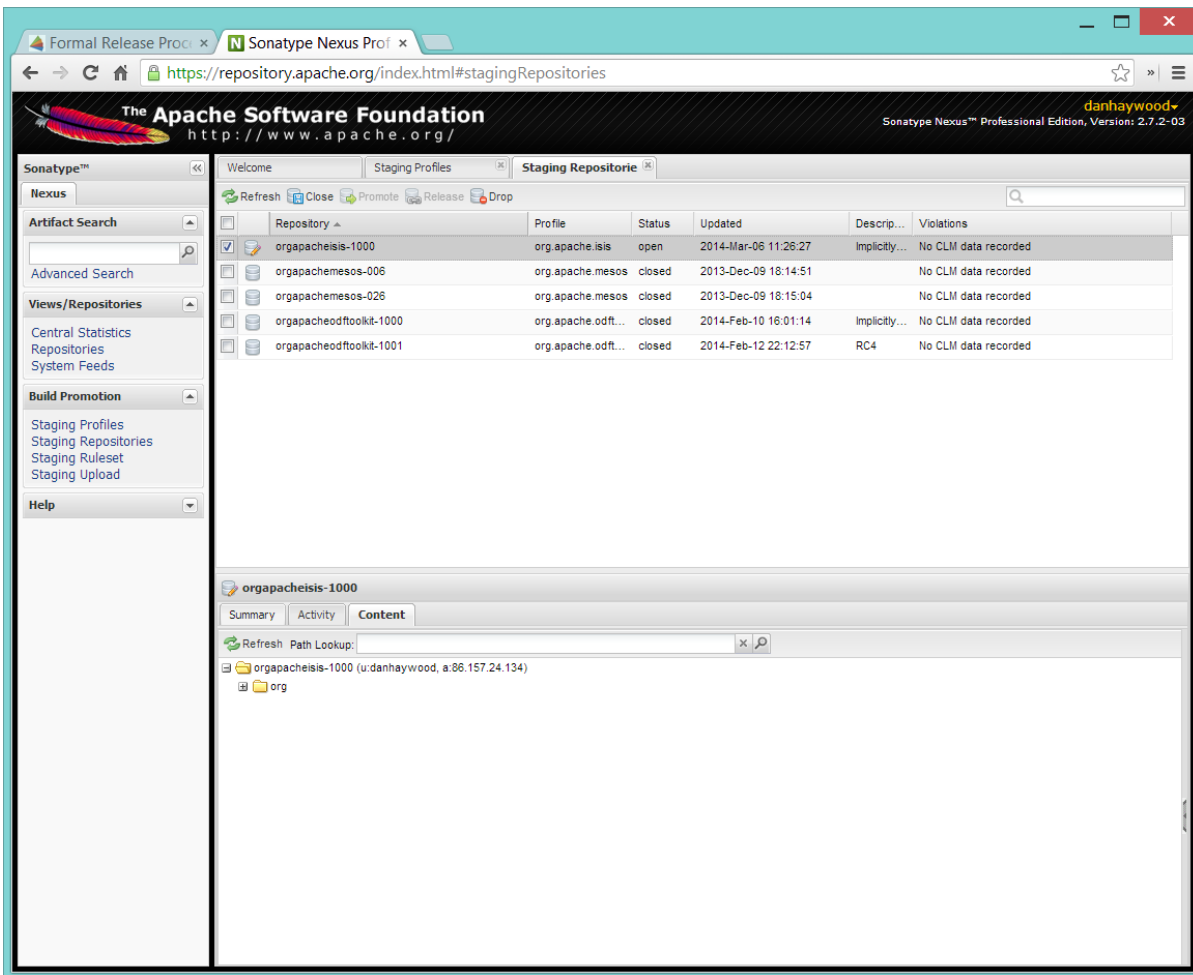 Formal Release Proc × Sonatype Nexus Prof ×
https://repository.apache.org/index.html#stagingRepositories »
The Apache Software Foundation
http://www.apache.org/
danhaywood
Sonatype Nexus™ Professional Edition, Version: 2.7.2-03
Sonatype™
Nexus
Artifact Search
Advanced Search
Views/Repositories
Central Statistics
Repositories
System Feeds
Build Promotion
Staging Profiles
Staging Repositories
Staging Ruleset
Staging Upload
Help
Welcome Staging Profiles Staging Repositorie
Refresh Close Promote Release Drop
Repository Profile Status Updated Descrip... Violations
orgapacheisis-1000 org.apache.isis open 2014-Mar-06 11:26:27 Implicitly... No CLM data recorded
orgapachemesos-006 org.apache.mesos closed 2013-Dec-09 18:14:51 No CLM data recorded
orgapachemesos-026 org.apache.mesos closed 2013-Dec-09 18:15:04 No CLM data recorded
orgapacheodftoolkit-1000 org.apache.odft... closed 2014-Feb-10 16:01:14 Implicitly... No CLM data recorded
orgapacheodftoolkit-1001 org.apache.odft... closed 2014-Feb-12 22:12:57 RC4 No CLM data recorded
orgapacheisis-1000
Summary Activity Content
Refresh Path Lookup:
orgapacheisis-1000 (u:danhaywood, a:86.157.24.134)
org